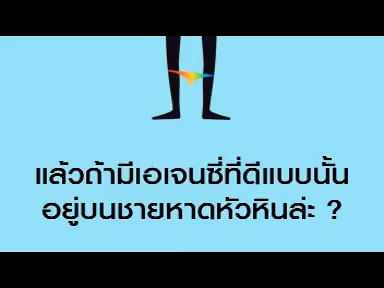 แล้วถ้ามีเอเจนซี่ที่ดีแบบนั้น
อยู่บนชายหาดหัวหินล่ะ ?